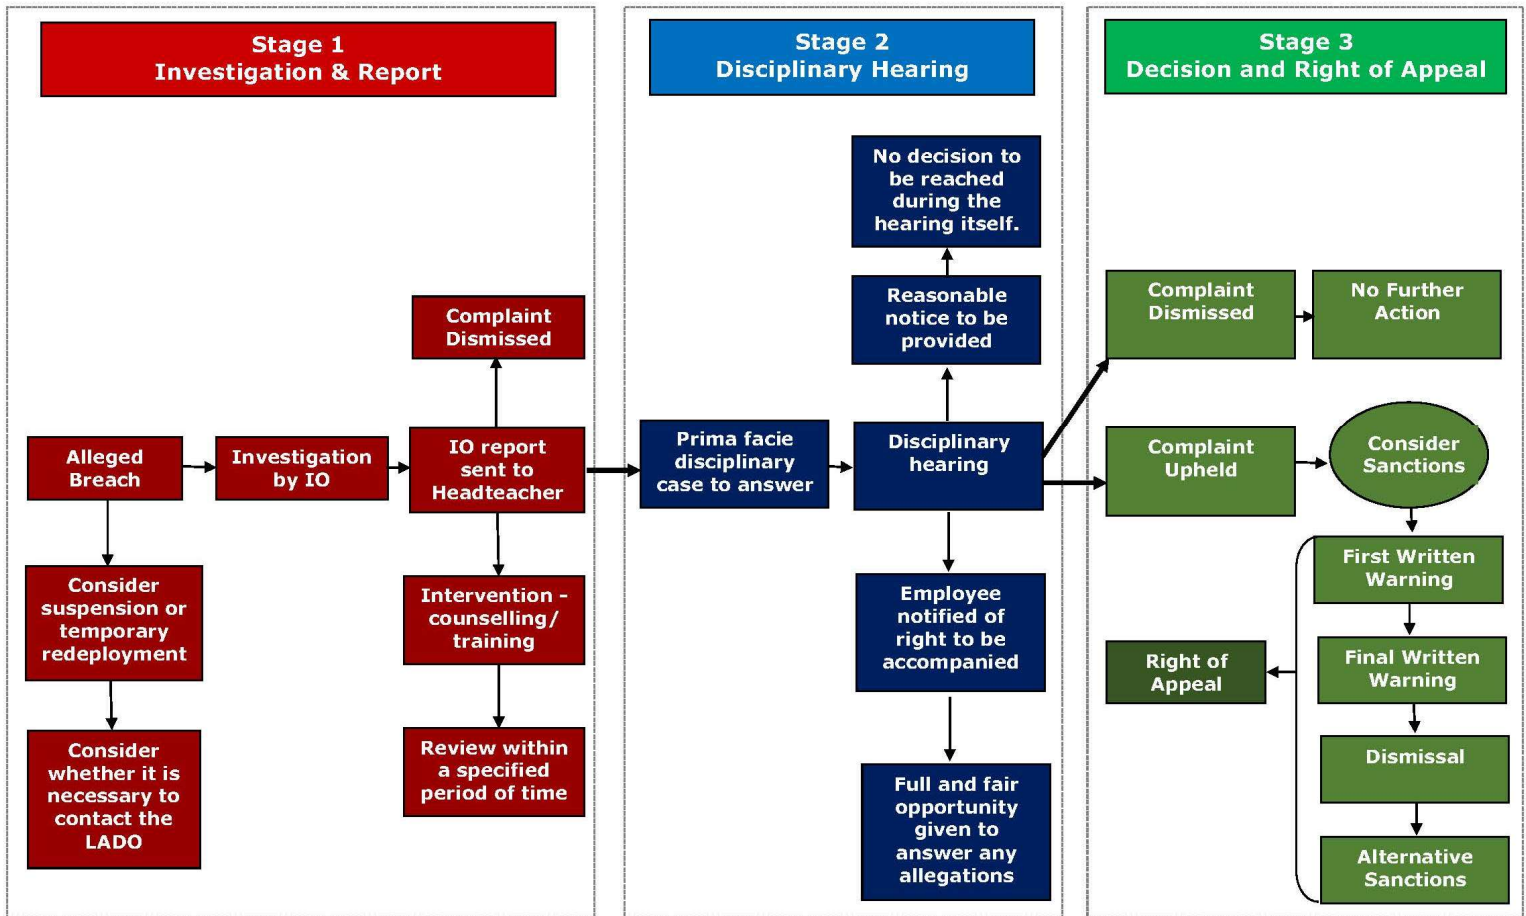 Stage 1
Investigation & Report
Alleged
Breach
Consider
suspension or
temporary
redeployment
Consider
whether it is
necessary to
contact the
LADO
Investigation
by IO
Complaint
Dismissed
IO report
sent to
Headteacher
Intervention -
counselling/
training
Review within
a specified
period of time
Stage 2
Disciplinary Hearing
Prima facie
disciplinary
case to answer
No decision to
be reached
during the
hearing itself.
Reasonable
notice to be
provided
Disciplinary
hearing
Employee
notified of
right to be
accompanied
Full and fair
opportunity
given to
answer any
allegations
Stage 3
Decision and Right of Appeal
Complaint
Dismissed
No Further
Action
Complaint
Upheld
Consider
Sanctions
First Written
Warning
Final Written
Warning
Dismissal
Alternative
Sanctions
Right of
Appeal